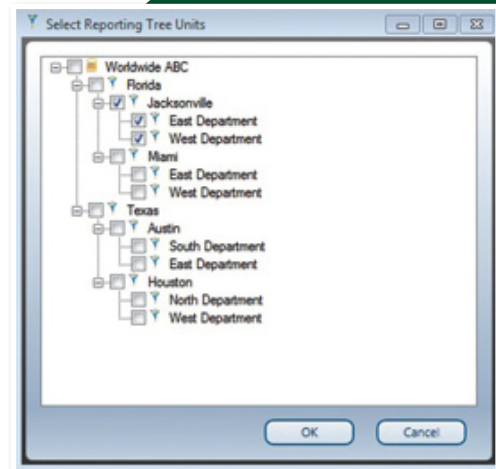 Select Reporting Tree Units
Worldwide ABC
Florida
Jacksonville
East Department
West Department
Miami
East Department
West Department
Texas
Austin
South Department
East Department
Houston
North Department
West Department
OK
Cancel